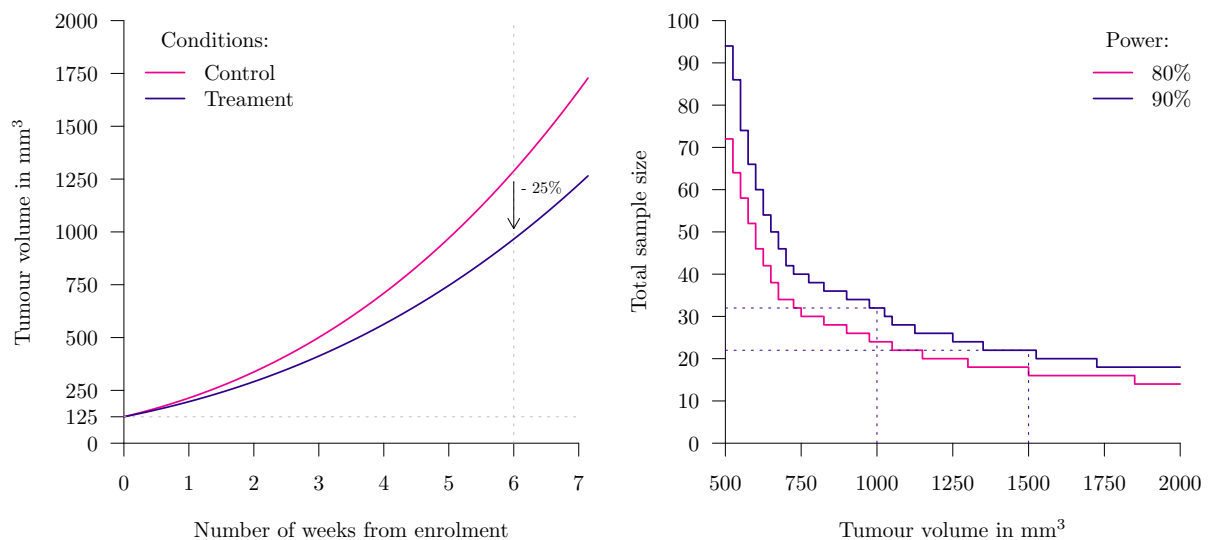 Conditions:
Control
Treament
2000
1750
1500
1250
1000
750
500
250
125
0
- 25%
0 1 2 3 4 5 6 7
Tumour volume in mm³
Number of weeks from enrolment
Power:
80%
90%
100
90
80
70
60
50
40
30
20
10
0
500 750 1000 1250 1500 1750 2000
Total sample size
Tumour volume in mm³